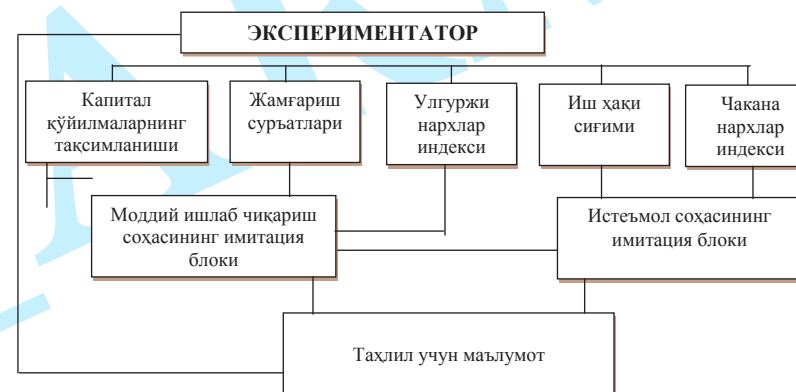 ЭКСПЕРИМЕНТАТОР
Капитал
қўйилмаларнинг
тақсимланиши
Жамғариш
суръатлари
Улгуржи
нархлар
индекси
Иш ҳақи
сиғими
Чакана
нархлар
индекси
Моддий ишлаб чиқариш
соҳасининг имитация
блоки
Истеъмол соҳасининг
имитация блоки
Таҳлил учун маълумот